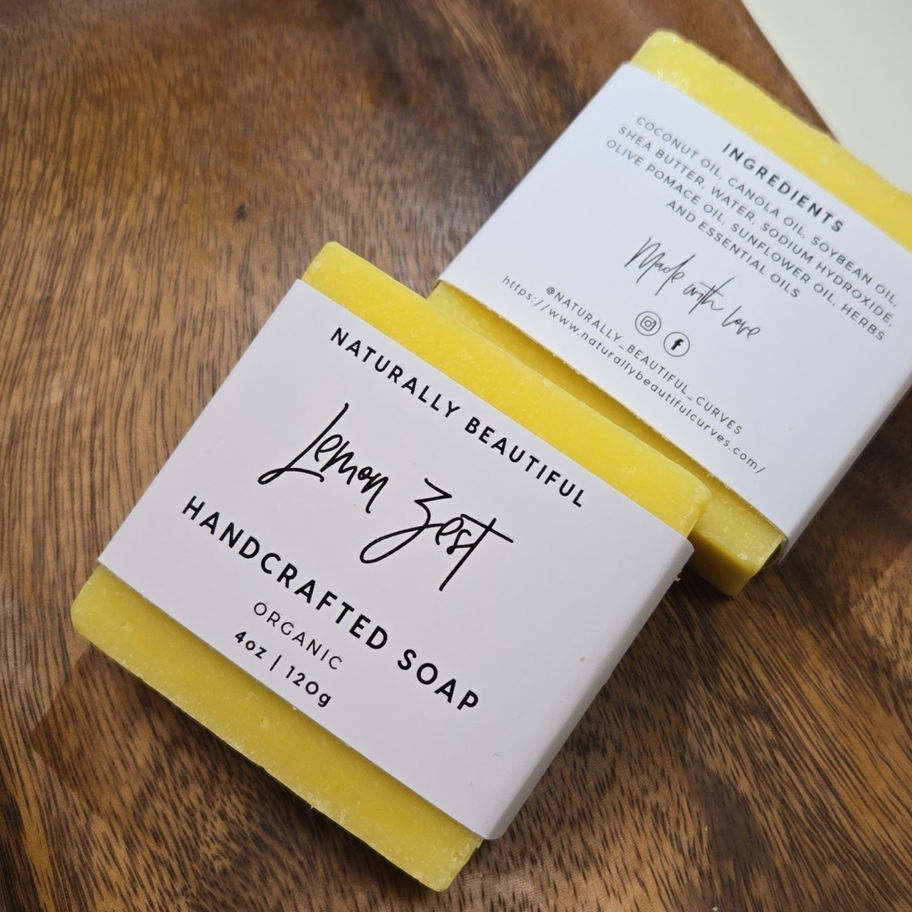 NATURALLY BEAUTIFUL
Lemon Zest
HANDCRAFTED SOAP
ORGANIC
4oz | 120g
INGREDIENTS
COCONUT OIL, CANOLA OIL, SOYBEAN OIL,
SHEA BUTTER, WATER, SODIUM HYDROXIDE,
OLIVE POMACE OIL, SUNFLOWER OIL, HERBS
AND ESSENTIAL OILS
Made with love
@NATURALLY_BEAUTIFUL_CURVES
https://www.naturallybeautifulcurves.com/